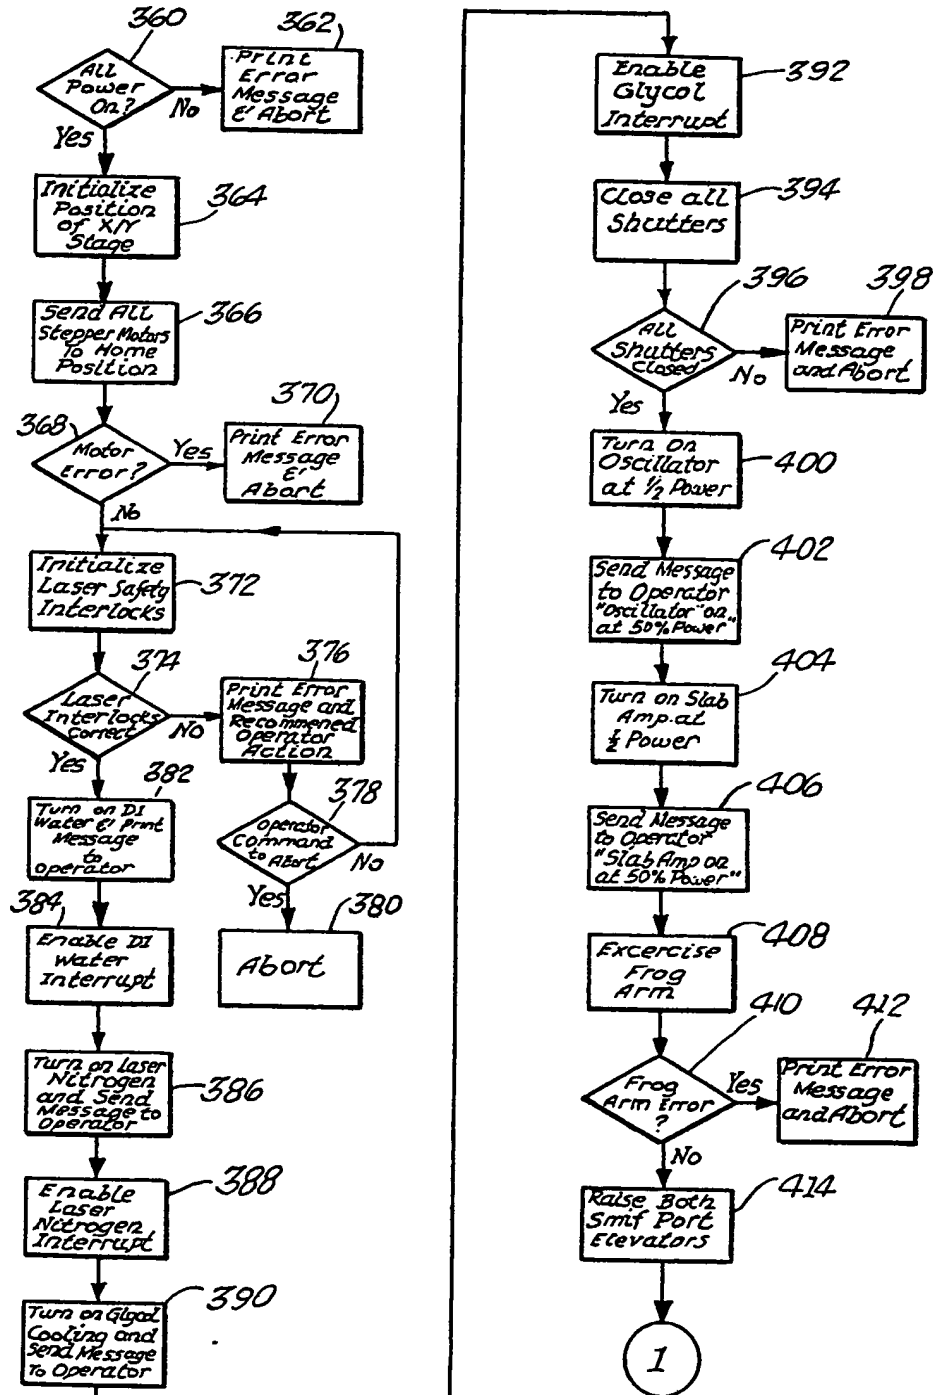 360
All
Power
On?
No
Yes
362
Print
Error
Message
& Abort
Initialize
Position
of X/Y
Stage
364
Send All
Stepper Motors
To Home
Position
366
368
Motor
Error?
Yes
No
370
Print Error
Message
&
Abort
Initialize
Laser Safety
Interlocks
372
374
Laser
Interlocks
Correct
No
Yes
376
Print Error
Message and
Recommened
Operator
Action
378
Operator
Command
to Abort
No
Yes
380
Abort
382
Turn on DI
Water & Print
Message
to
Operator
384
Enable DI
Water
Interrupt
Turn on laser
Nitrogen
and Send
Message to
Operator
386
Enable
Laser
Nitrogen
Interrupt
388
Turn on Glycol
Cooling and
Send Message
To Operator
390
Enable
Glycol
Interrupt
392
Close all
Shutters
394
396
All
Shutters
Closed
No
Yes
398
Print Error
Message
and Abort
Turn On
Oscillator
at 1/2 Power
400
402
Send Message
to Operator
"Oscillator" on
at 50% Power"
404
Turn on Slab
Amp. at
1/2 Power
406
Send Message
to Operator
"Slab Amp on
at 50% Power"
408
Excercise
Frog
Arm
410
Frog
Arm Error
?
Yes
No
412
Print Error
Message
and Abort
Raise Both
Smif Port
Elevators
414
1